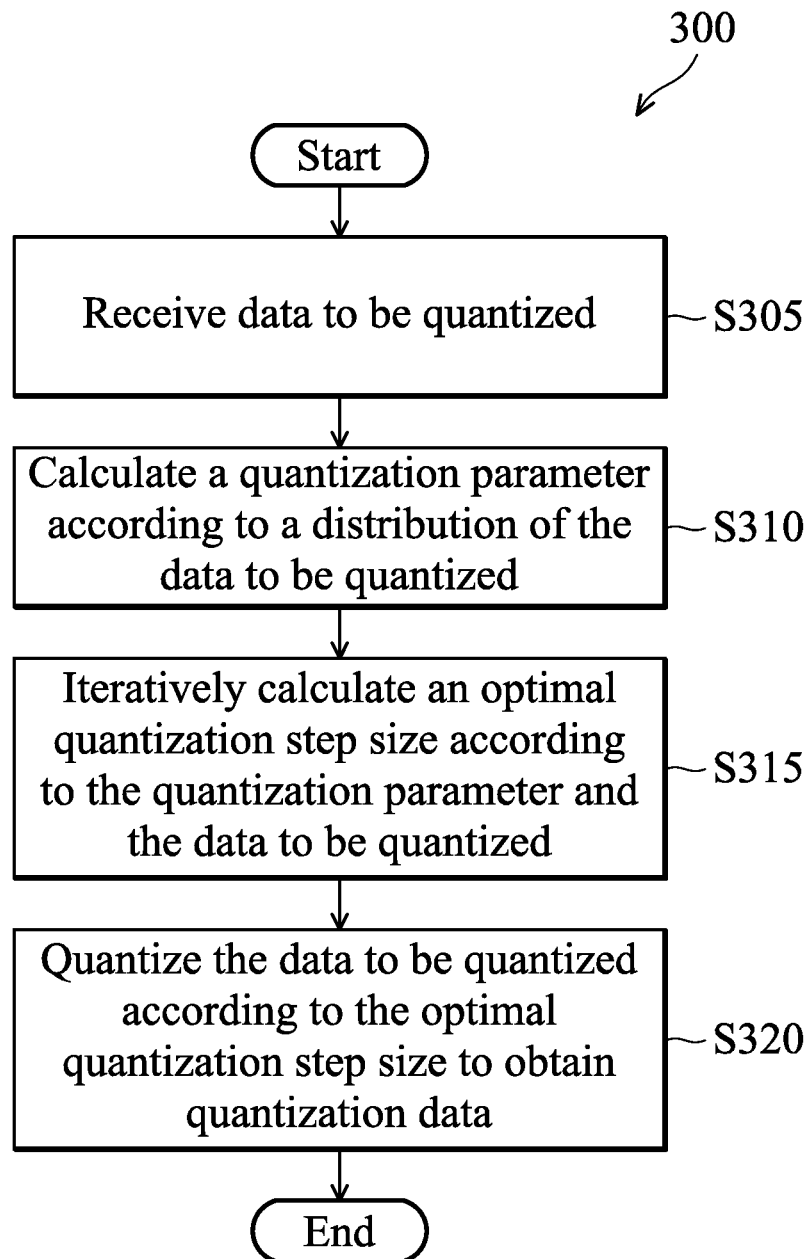 300
Start
Receive data to be quantized
S305
Calculate a quantization parameter
according to a distribution of the
data to be quantized
S310
Iteratively calculate an optimal
quantization step size according
to the quantization parameter and
the data to be quantized
S315
Quantize the data to be quantized
according to the optimal
quantization step size to obtain
quantization data
S320
End